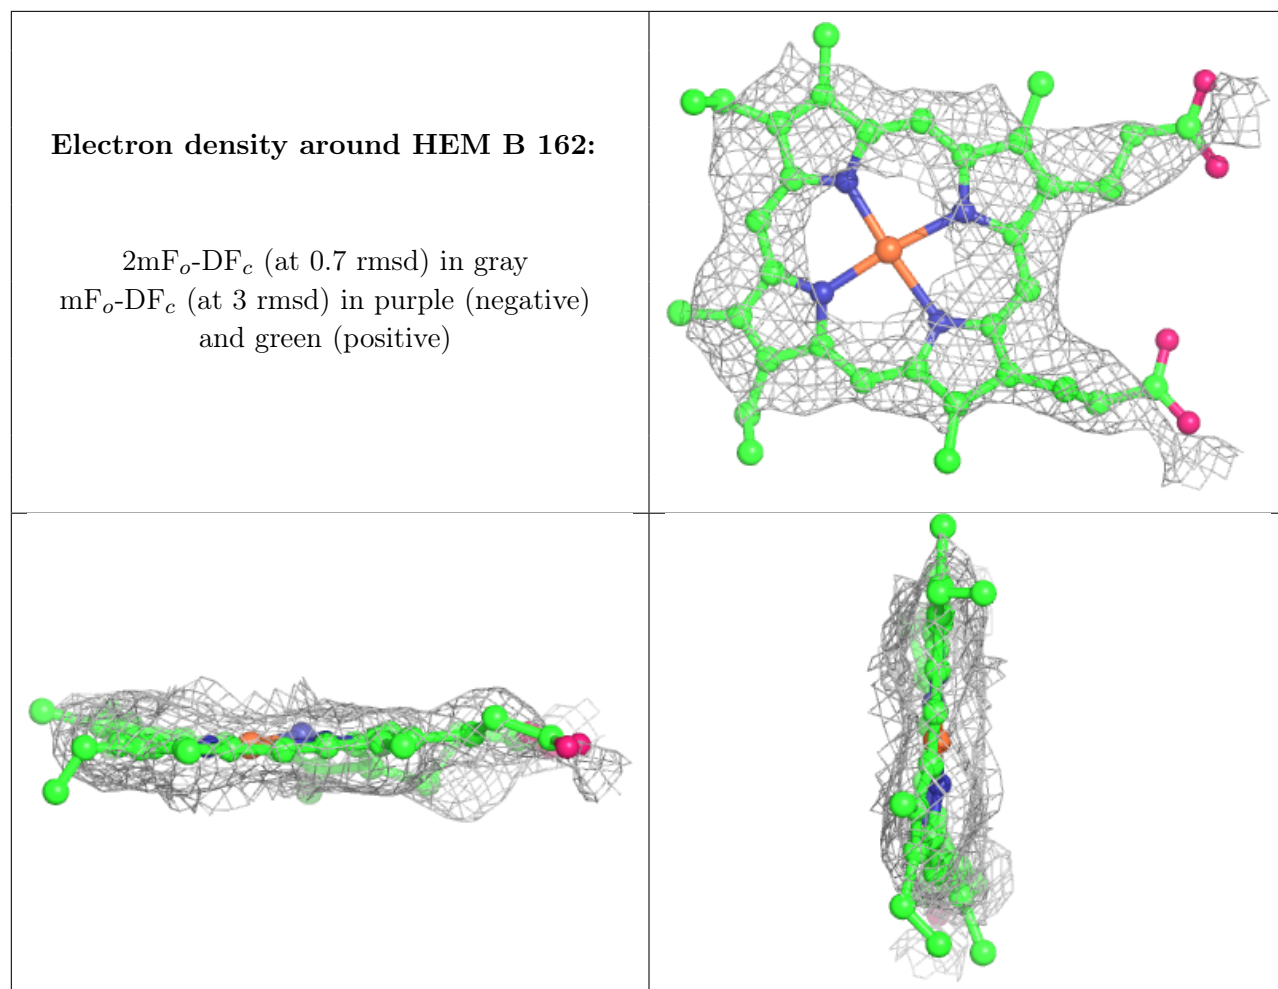 Electron density around HEM B 162:
2mFo-DFc (at 0.7 rmsd) in gray
mFo-DFc (at 3 rmsd) in purple (negative)
and green (positive)